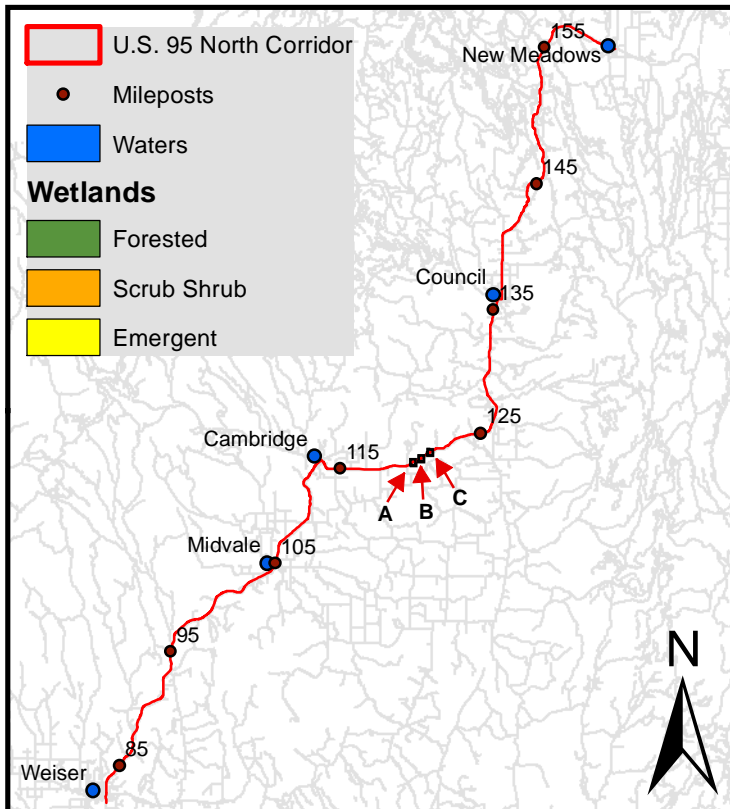 U.S. 95 North Corridor
Mileposts
Waters
Wetlands
Forested
Scrub Shrub
Emergent
155
New Meadows
145
Council
135
125
Cambridge
115
A
B
C
Midvale
105
95
N
85
Weiser